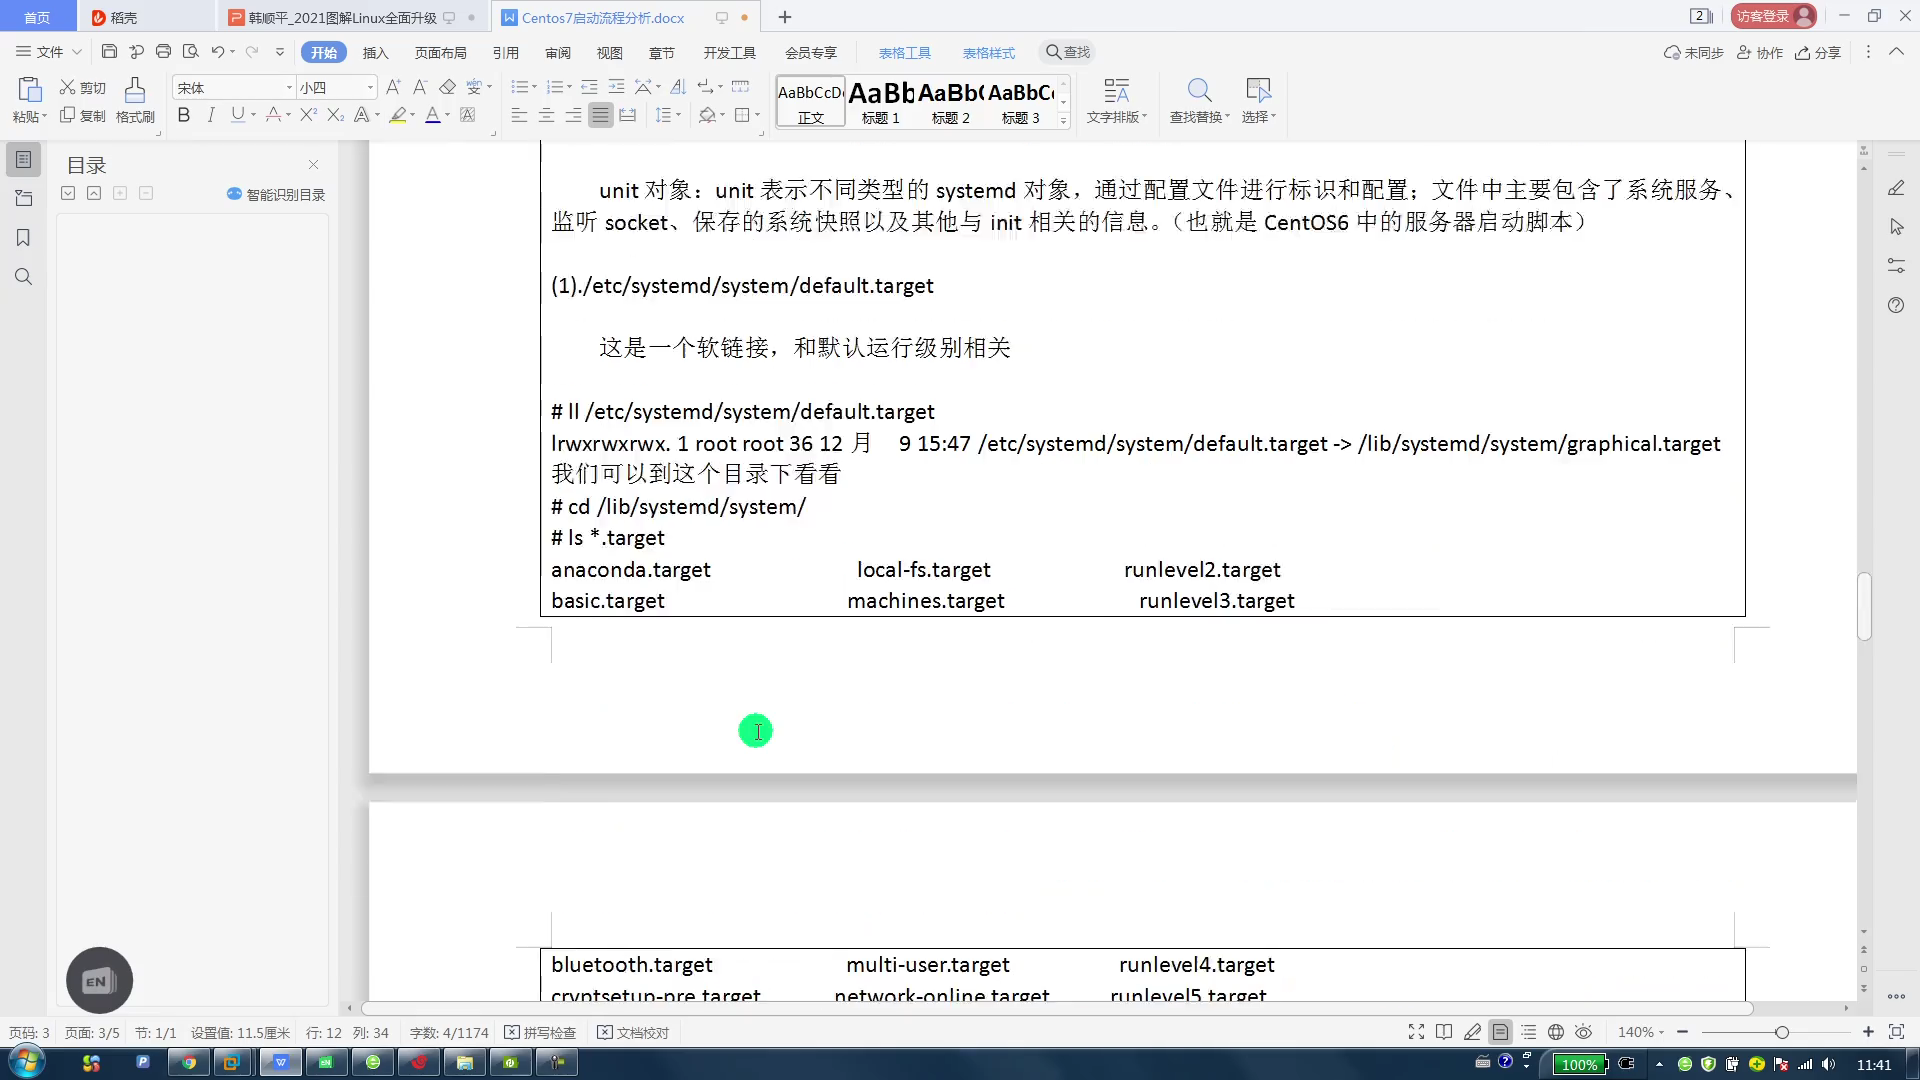 首页
稻壳
韩顺平_2021图解Linux全面升级
Centos7启动流程分析.docx
2
访客登录
文件
开始
插入
页面布局
引用
审阅
视图
章节
开发工具
会员专享
表格工具
表格样式
查找
未同步
协作
分享
粘贴
剪切
复制
格式刷
宋体
小四
AaBbCcDd
正文
AaBb
标题 1
AaBb(
标题 2
AaBbC
标题 3
文字排版
查找替换
选择
目录
智能识别目录
unit 对象：unit 表示不同类型的 systemd 对象，通过配置文件进行标识和配置；文件中主要包含了系统服务、
监听 socket、保存的系统快照以及其他与 init 相关的信息。（也就是 CentOS6 中的服务器启动脚本）
(1)./etc/systemd/system/default.target
这是一个软链接，和默认运行级别相关
# ll /etc/systemd/system/default.target
lrwxrwxrwx. 1 root root 36 12 月 9 15:47 /etc/systemd/system/default.target -> /lib/systemd/system/graphical.target
我们可以到这个目录下看看
# cd /lib/systemd/system/
# ls *.target
anaconda.target local-fs.target runlevel2.target
basic.target machines.target runlevel3.target
bluetooth.target multi-user.target runlevel4.target
cryptsetup-pre.target network-online.target runlevel5.target
EN
页码: 3 页面: 3/5 节: 1/1 设置值: 11.5厘米 行: 12 列: 34 字数: 4/1174 拼写检查 文档校对
140%
100%
11:41